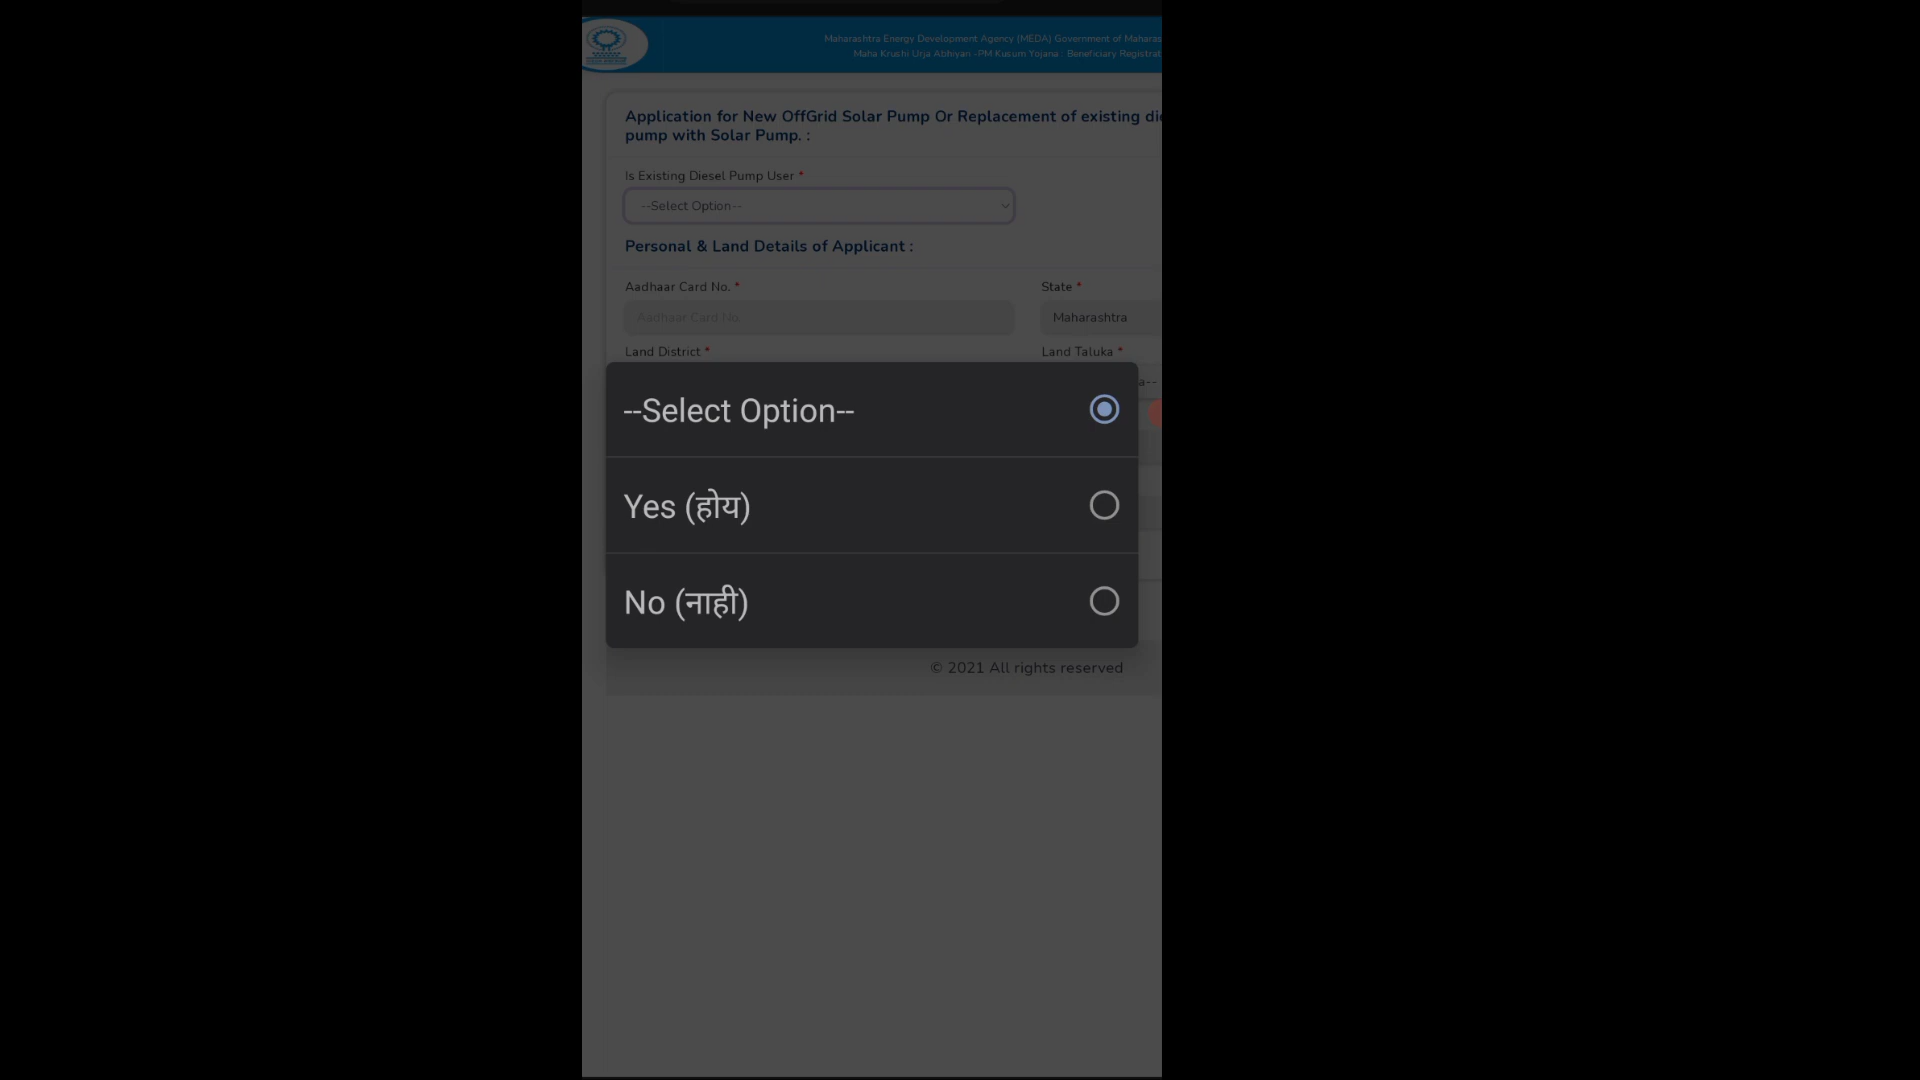 Maharashtra Energy Development Agency (MEDA) Government of Maharas
Maha Krushi Urja Abhiyan -PM Kusum Yojana : Beneficiary Registrat
Application for New OffGrid Solar Pump Or Replacement of existing die
pump with Solar Pump. :
Is Existing Diesel Pump User *
--Select Option--
Personal & Land Details of Applicant :
Aadhaar Card No. * State *
Aadhaar Card No. Maharashtra
Land District * Land Taluka *
a--
--Select Option--
Yes (होय)
No (नाही)
© 2021 All rights reserved